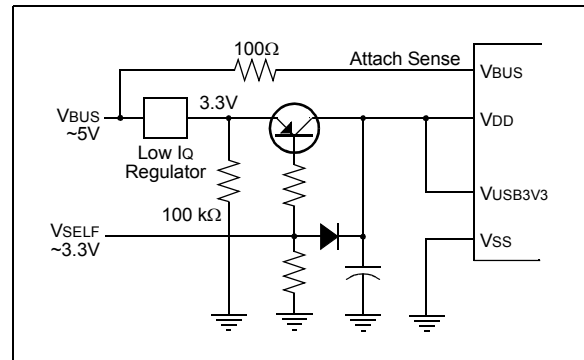 100Ω
Attach Sense
VBUS
VBUS
~5V
3.3V
VDD
Low IQ
Regulator
VUSB3V3
100 kΩ
VSELF
~3.3V
VSS